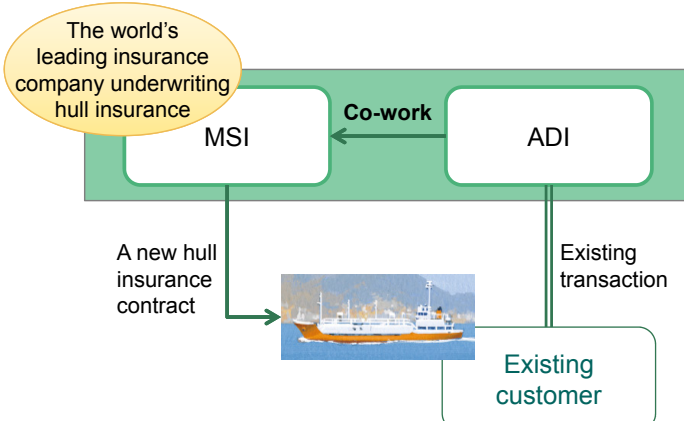 The world's
leading insurance
company underwriting
hull insurance
MSI
Co-work
ADI
A new hull
insurance
contract
Existing
transaction
Existing
customer